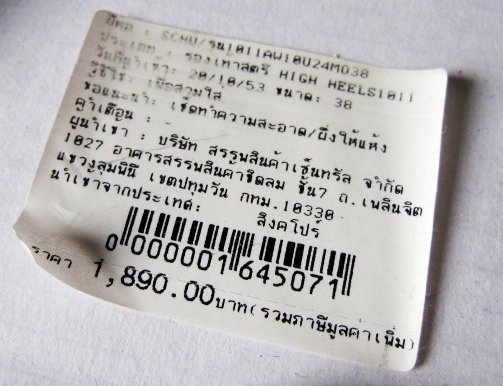 ยี่ห้อ : SCHU/รุ่น1011AW10U24M038
ประเภท : รองเท้าสตรี HIGH HEELS1011
วันที่นำเข้า: 20/10/53 ขนาด: 38
วิธีใช้: เพื่อสวมใส่
ข้อแนะนำ: เช็ดทำความสะอาด/ผึ่งให้แห้ง
คำเตือน : -
ผู้นำเข้า : บริษัท สรรพสินค้าเซ็นทรัล จำกัด
1027 อาคารสรรพสินค้าชิดลม ชั้น7 ถ.เพลินจิต
แขวงลุมพินี เขตปทุมวัน กทม.10330
นำเข้าจากประเทศ: สิงคโปร์
0 000001 645071
ราคา 1,890.00บาท(รวมภาษีมูลค่าเพิ่ม)